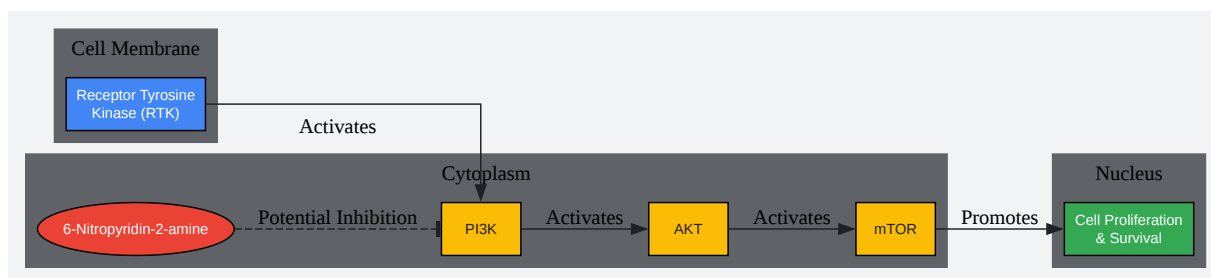 Cell Membrane
Receptor Tyrosine
Kinase (RTK)
Activates
Cytoplasm
Nucleus
6-Nitropyridin-2-amine
Potential Inhibition
PI3K
Activates
AKT
Activates
mTOR
Promotes
Cell Proliferation
& Survival